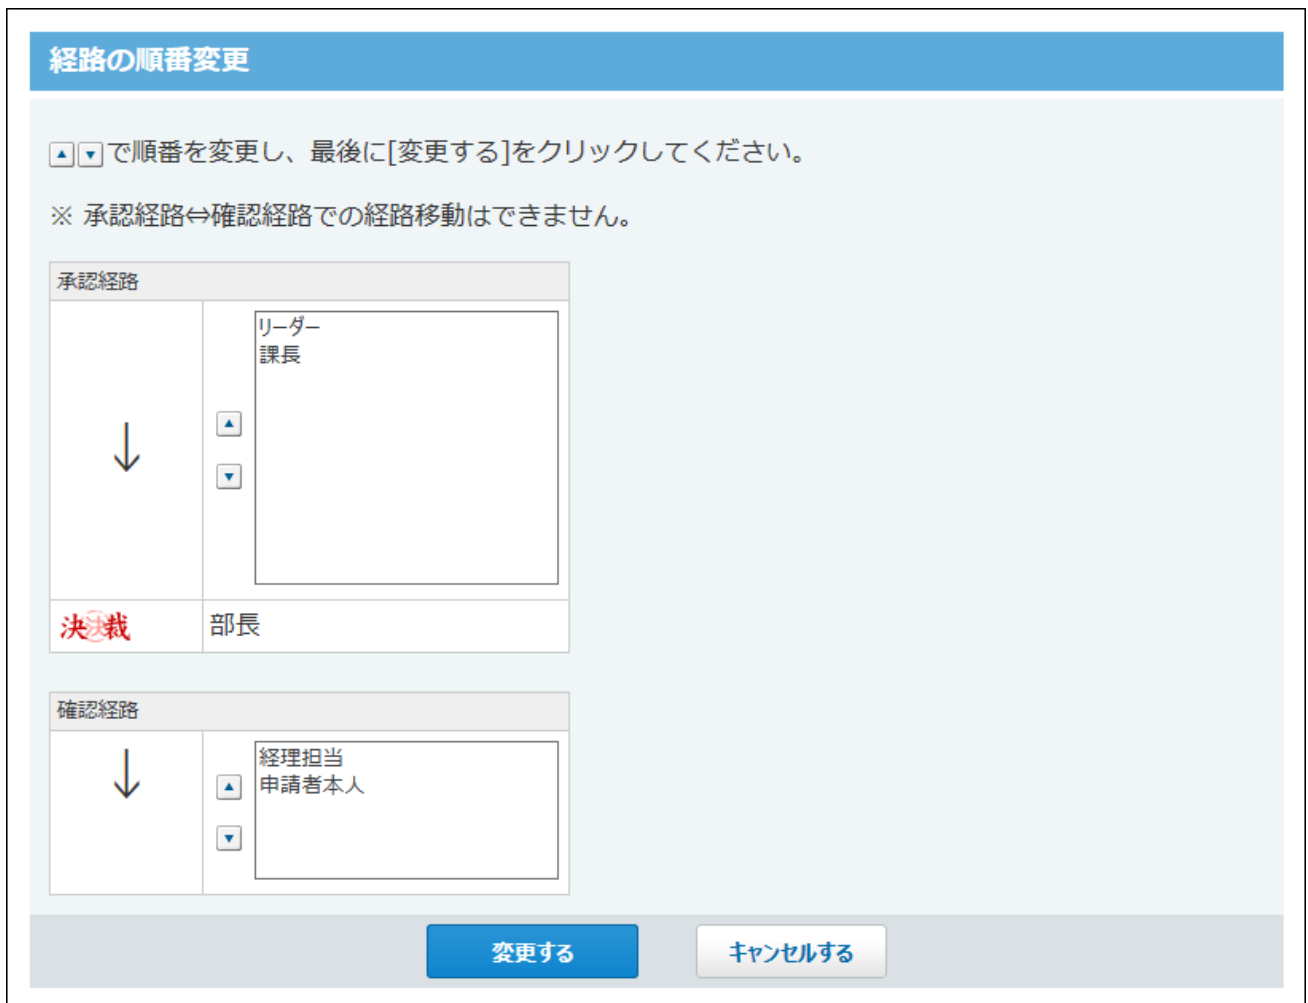 経路の順番変更
▲▼で順番を変更し、最後に[変更する]をクリックしてください。
※ 承認経路⇔確認経路での経路移動はできません。
承認経路
リーダー
課長
↓
▲
▼
決決裁 部長
確認経路
経理担当
申請者本人
↓
▲
▼
変更する キャンセルする